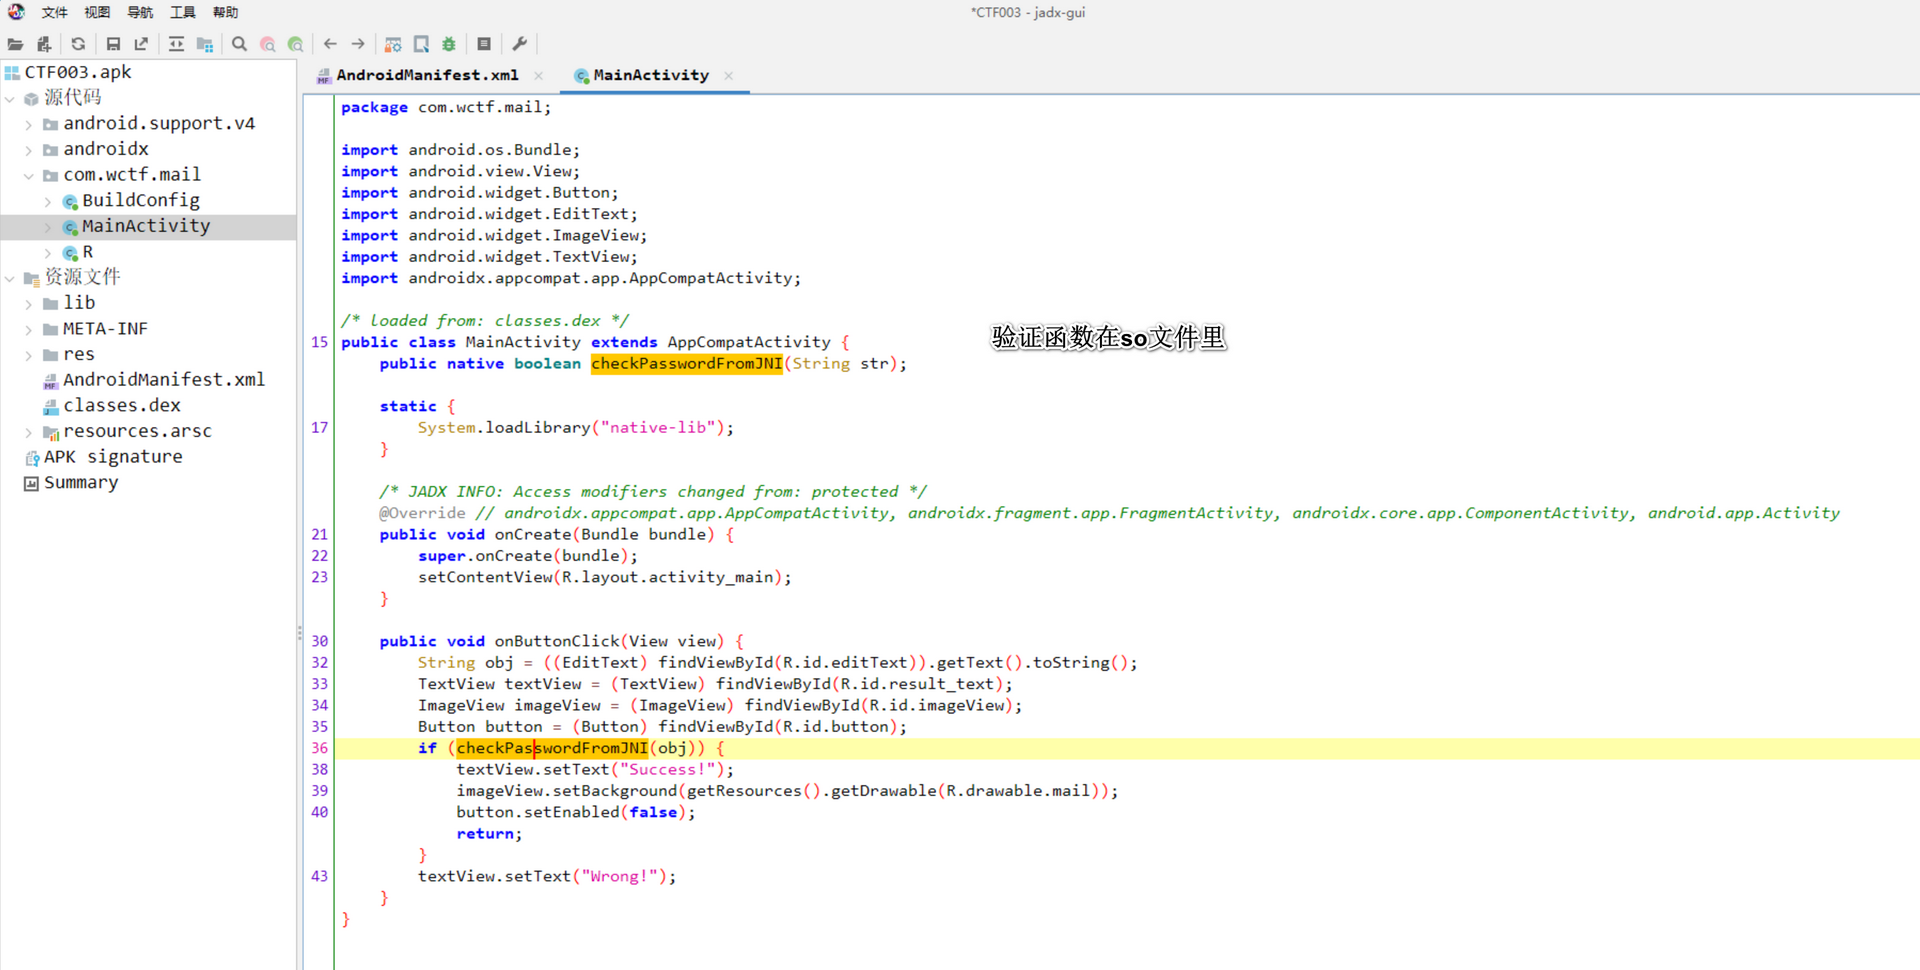 文件 视图 导航 工具 帮助
*CTF003 - jadx-gui
CTF003.apk
源代码
android.support.v4
androidx
com.wctf.mail
BuildConfig
MainActivity
R
资源文件
lib
META-INF
res
AndroidManifest.xml
classes.dex
resources.arsc
APK signature
Summary
AndroidManifest.xml × MainActivity ×
package com.wctf.mail;
import android.os.Bundle;
import android.view.View;
import android.widget.Button;
import android.widget.EditText;
import android.widget.ImageView;
import android.widget.TextView;
import androidx.appcompat.app.AppCompatActivity;
/* loaded from: classes.dex */
验证函数在so文件里
15 public class MainActivity extends AppCompatActivity {
public native boolean checkPasswordFromJNI(String str);
static {
17 System.loadLibrary("native-lib");
}
/* JADX INFO: Access modifiers changed from: protected */
@Override // androidx.appcompat.app.AppCompatActivity, androidx.fragment.app.FragmentActivity, androidx.core.app.ComponentActivity, android.app.Activity
21 public void onCreate(Bundle bundle) {
22 super.onCreate(bundle);
23 setContentView(R.layout.activity_main);
}
30 public void onButtonClick(View view) {
32 String obj = ((EditText) findViewById(R.id.editText)).getText().toString();
33 TextView textView = (TextView) findViewById(R.id.result_text);
34 ImageView imageView = (ImageView) findViewById(R.id.imageView);
35 Button button = (Button) findViewById(R.id.button);
36 if (checkPasswordFromJNI(obj)) {
38 textView.setText("Success!");
39 imageView.setBackground(getResources().getDrawable(R.drawable.mail));
40 button.setEnabled(false);
return;
}
43 textView.setText("Wrong!");
}
}